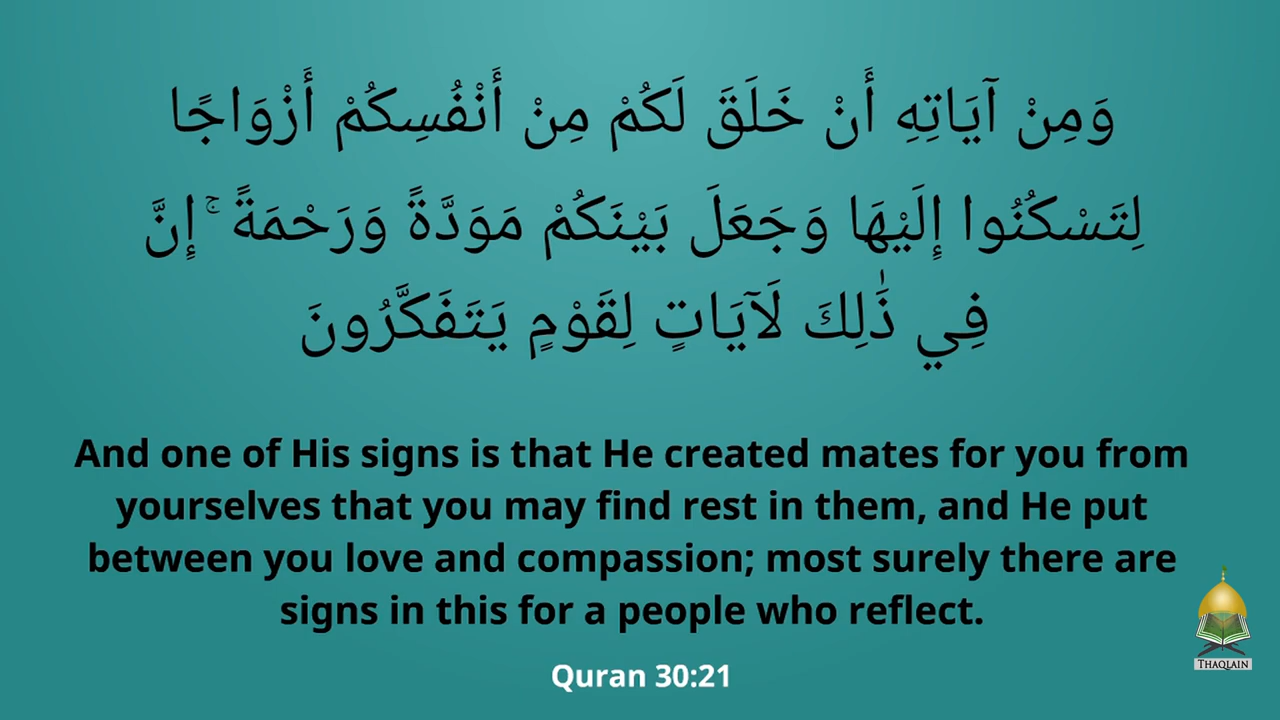 وَمِنْ آيَاتِهِ أَنْ خَلَقَ لَكُمْ مِنْ أَنْفُسِكُمْ أَزْوَاجًا
لِتَسْكُنُوا إِلَيْهَا وَجَعَلَ بَيْنَكُمْ مَوَدَّةً وَرَحْمَةً ۚ إِنَّ
فِي ذَٰلِكَ لَآيَاتٍ لِقَوْمٍ يَتَفَكَّرُونَ
And one of His signs is that He created mates for you from
yourselves that you may find rest in them, and He put
between you love and compassion; most surely there are
signs in this for a people who reflect.
Quran 30:21
THAQLAIN